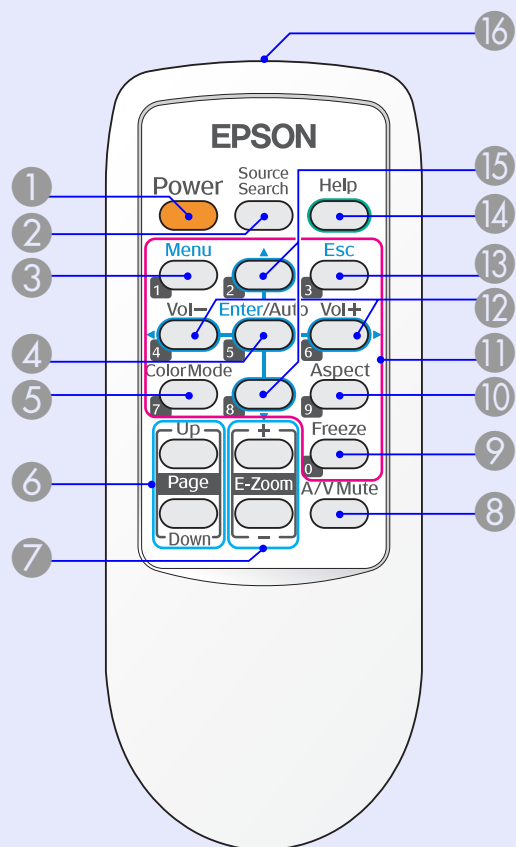 16
EPSON
1
Power
Source
Search
Help
15
2
14
Menu
Esc
3
1
2
3
13
Vol-
Enter/Auto
Vol+
12
4
4
5
6
11
ColorMode
Aspect
5
7
8
9
10
Up
+
Freeze
9
6
Page
E-Zoom
0
A/V Mute
8
Down
-
7